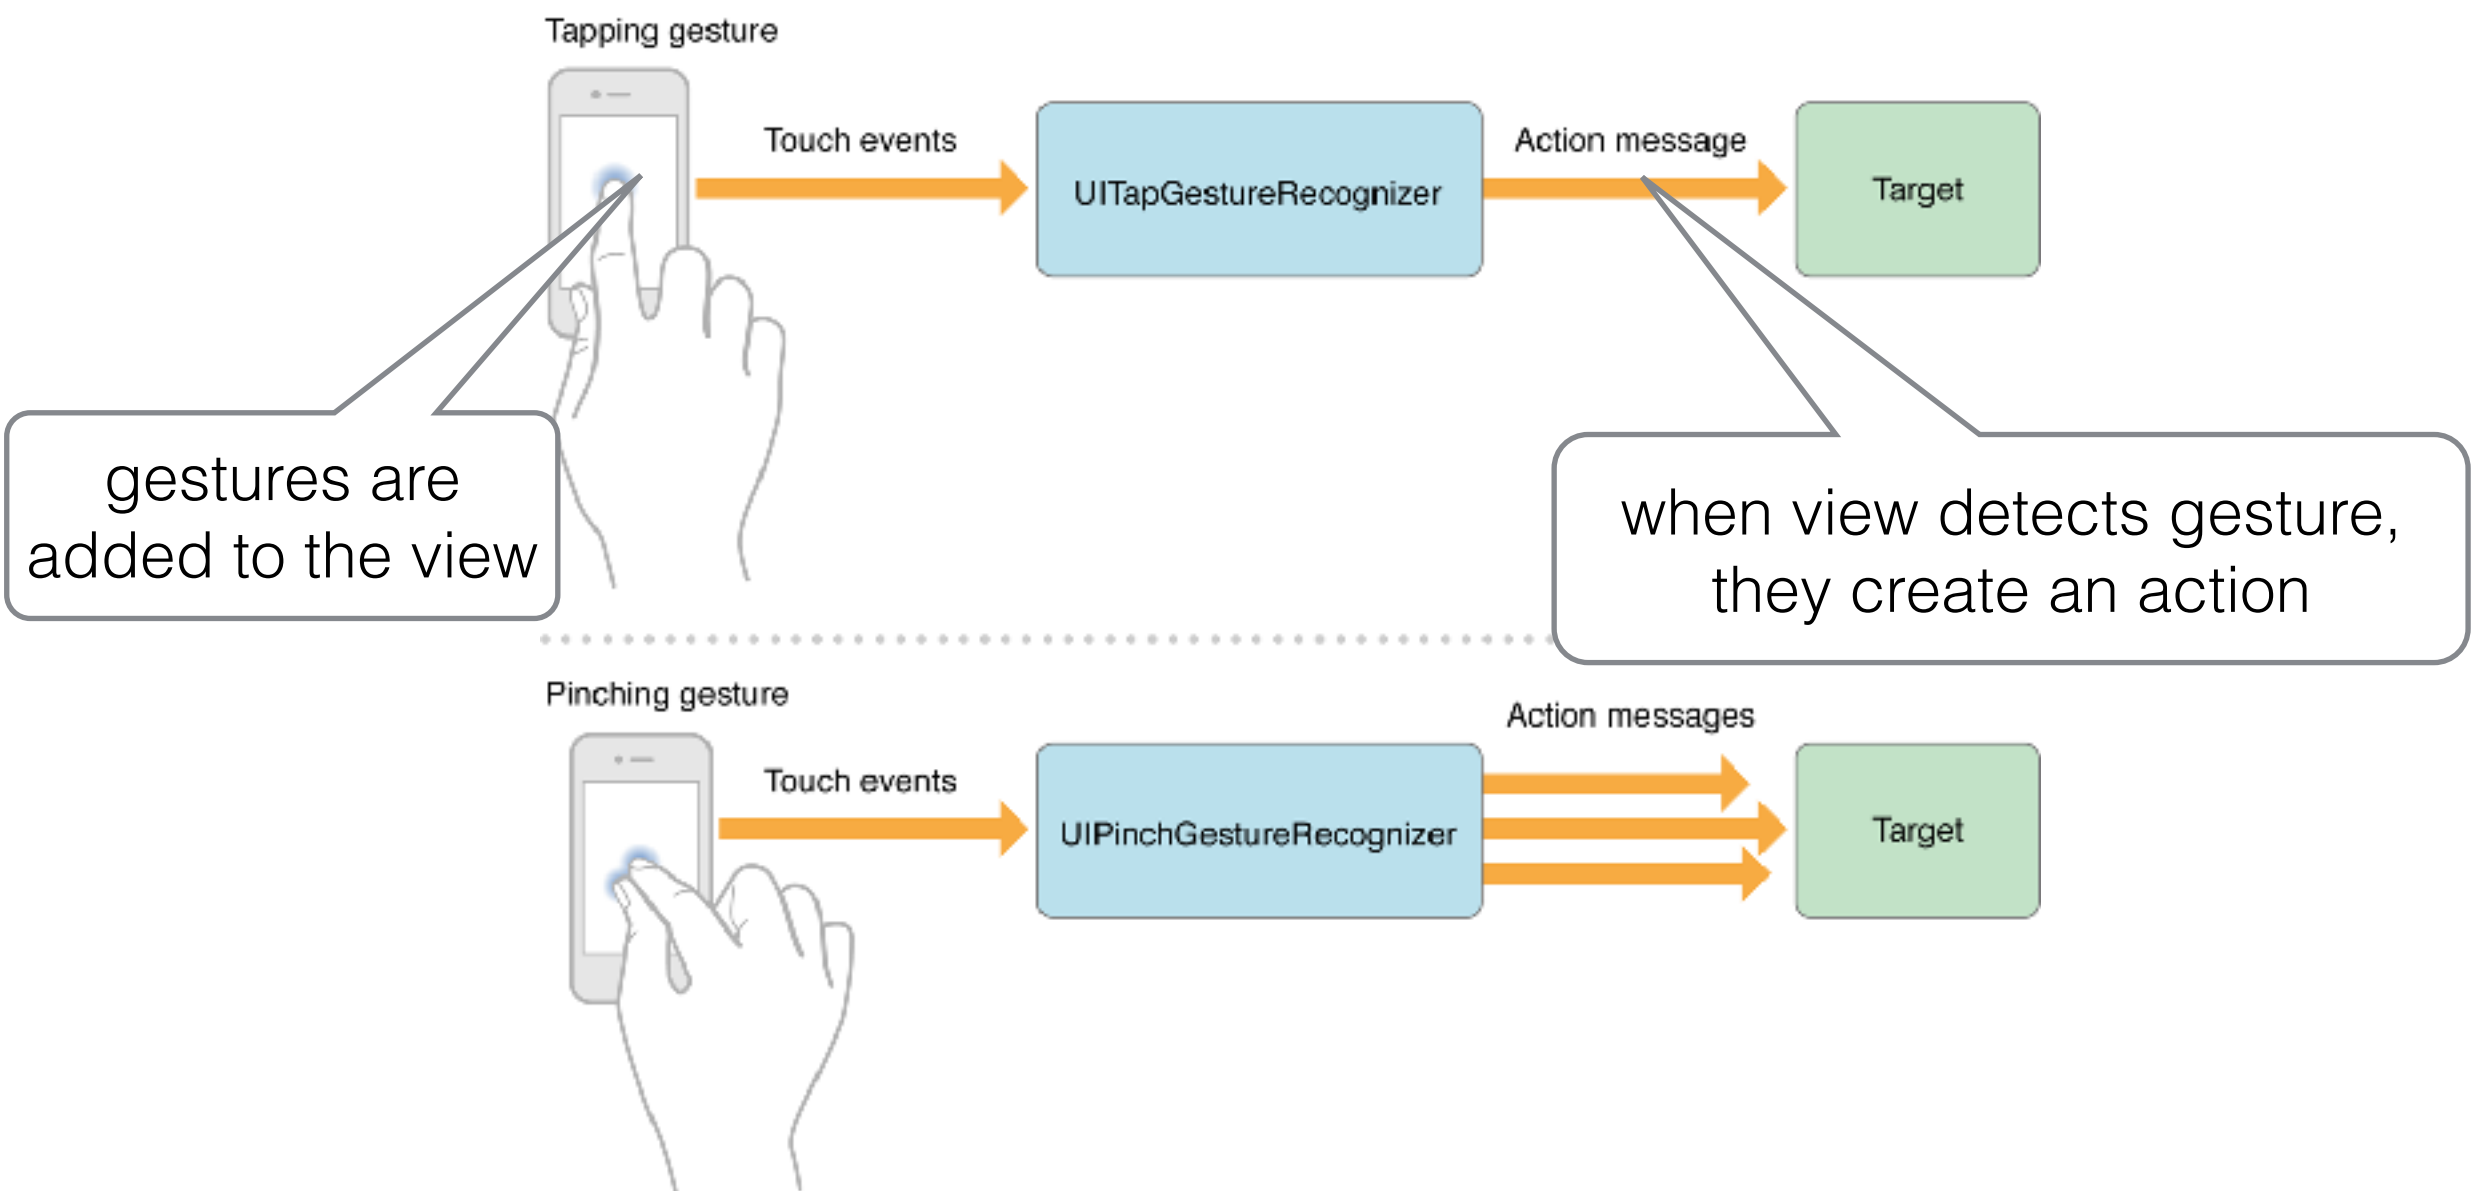 Tapping gesture
Touch events
UITapGestureRecognizer
Action message
Target
gestures are
added to the view
when view detects gesture,
they create an action
Pinching gesture
Touch events
UIPinchGestureRecognizer
Action messages
Target